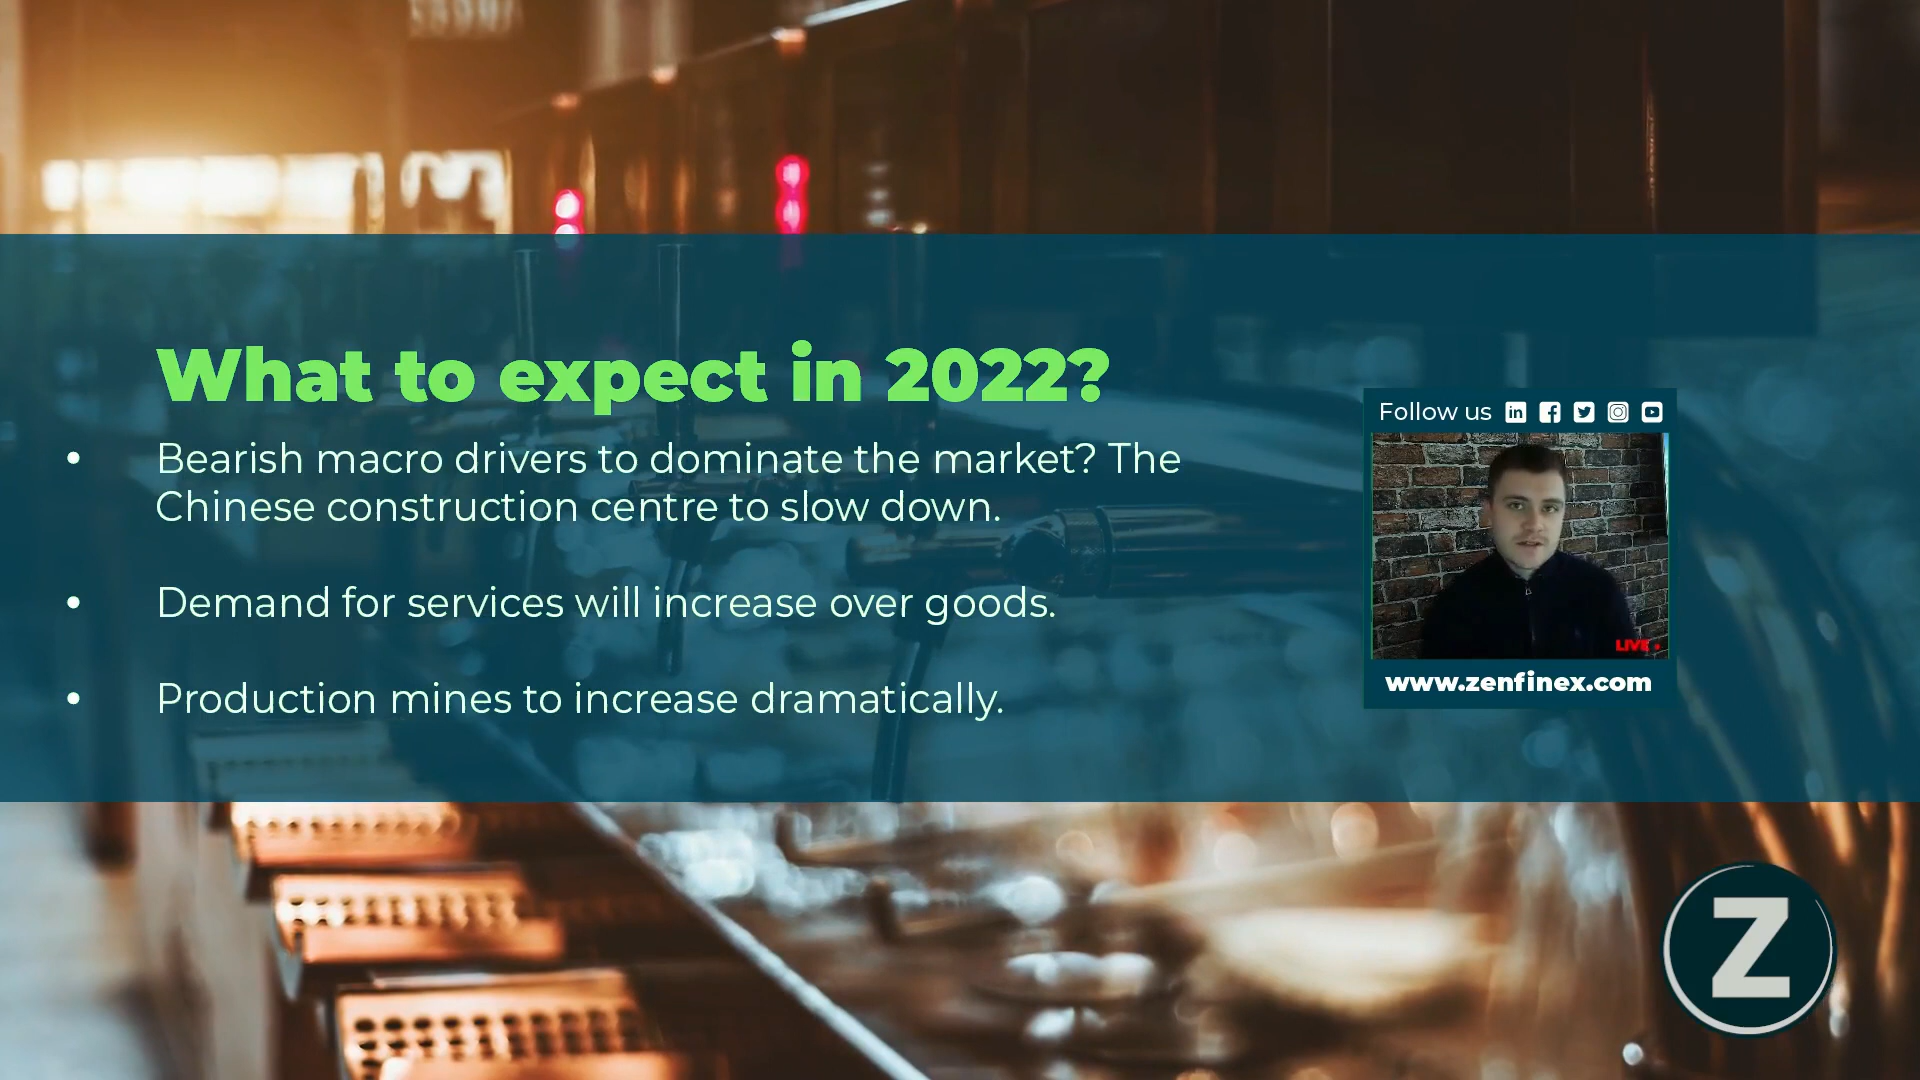 What to expect in 2022?
• Bearish macro drivers to dominate the market? The
Chinese construction centre to slow down.
• Demand for services will increase over goods.
• Production mines to increase dramatically.
Follow us
LIVE
www.zenfinex.com
Z